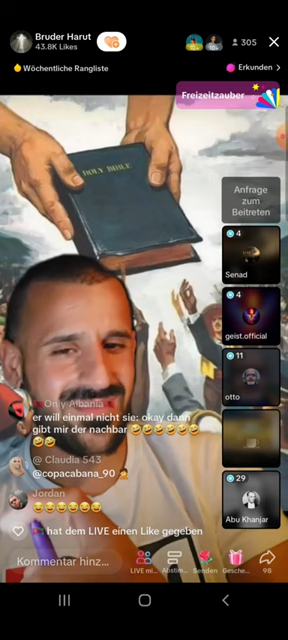 Bruder Harut
43.8K Likes
305
Wöchentliche Rangliste
Erkunden >
Freizeitzauber
HOLY BIBLE
Anfrage
zum
Beitreten
4
Senad
4
geist.official
11
otto
29
Abu Khanjar
Only Albania
er will einmal nicht sie: okay dann
gibt mir der nachbar 🤣🤣🤣🤣🤣🤣
🤣🤣
@ Claudia 543
@copacabana_90
Jordan
😂😂😂😂😂😂
hat dem LIVE einen Like gegeben
Kommentar hinz...
LIVE mi...
Abstim...
Senden
Gesche...
98